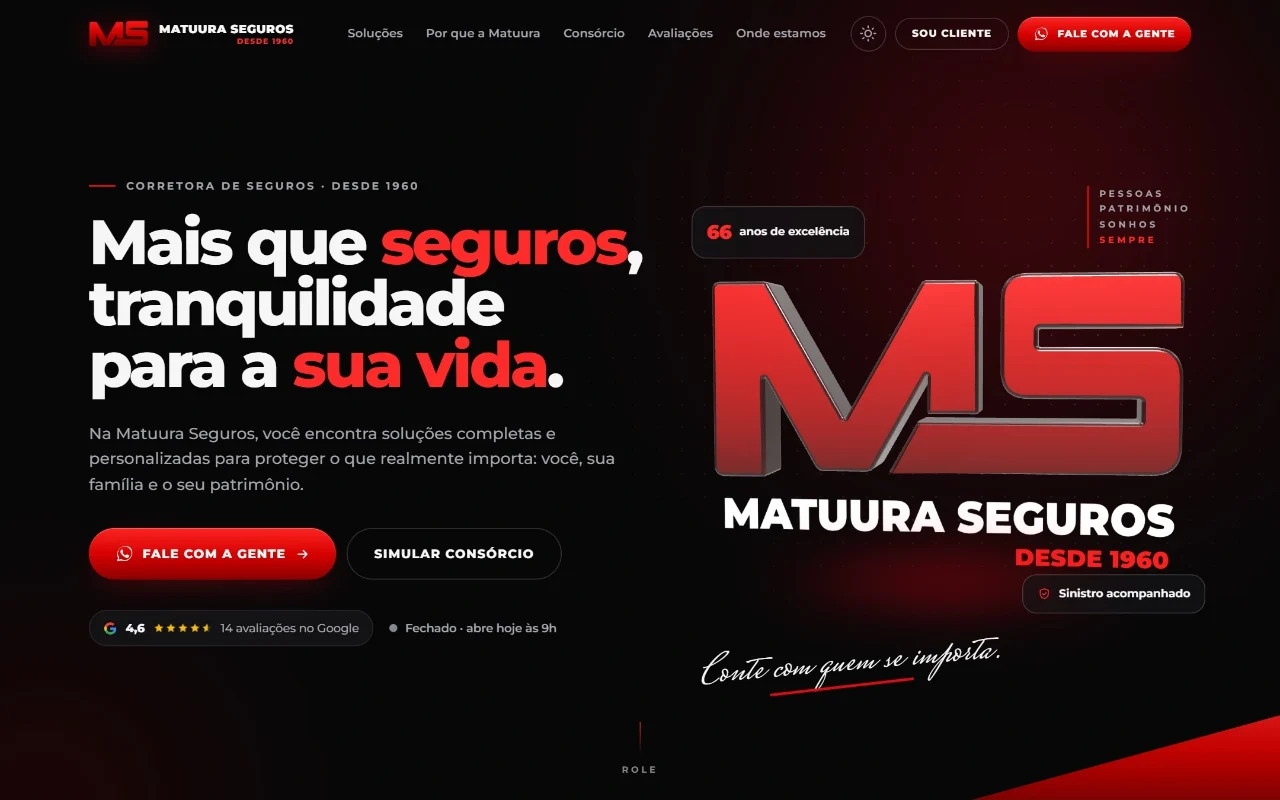 MS MATUURA SEGUROS
DESDE 1960
Soluções
Por que a Matuura
Consórcio
Avaliações
Onde estamos
SOU CLIENTE
FALE COM A GENTE
CORRETORA DE SEGUROS · DESDE 1960
Mais que seguros,
tranquilidade
para a sua vida.
Na Matuura Seguros, você encontra soluções completas e
personalizadas para proteger o que realmente importa: você, sua
família e o seu patrimônio.
FALE COM A GENTE →
SIMULAR CONSÓRCIO
G 4,6 ★★★★★ 14 avaliações no Google
Fechado · abre hoje às 9h
66 anos de excelência
PESSOAS
PATRIMÔNIO
SONHOS
SEMPRE
MS
MATUURA SEGUROS
DESDE 1960
Sinistro acompanhado
Conte com quem se importa.
ROLE